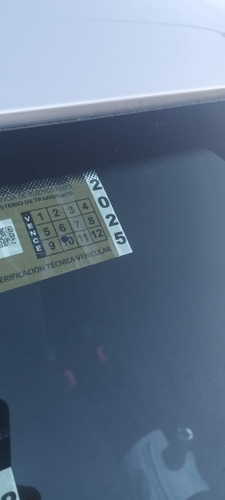 MINISTERIO DE TRANSPORTE
VENCE
1 2 3 4
5 6 7 8
9 10 11 12
2025
VERIFICACIÓN TÉCNICA VEHICULAR